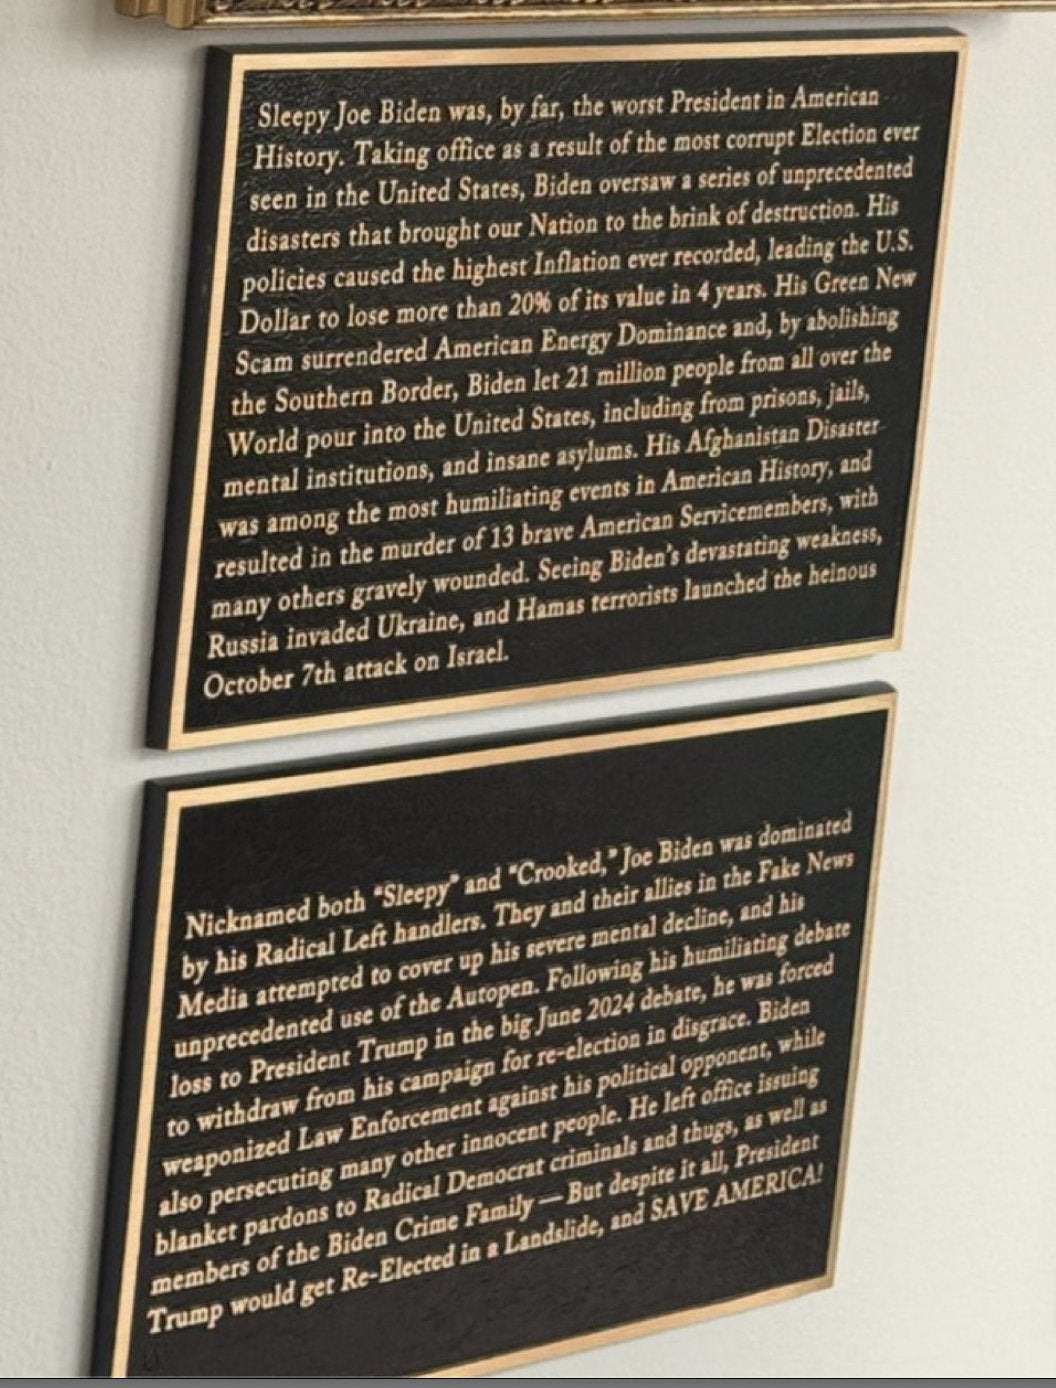 Sleepy Joe Biden was, by far, the worst President in American
History. Taking office as a result of the most corrupt Election ever
seen in the United States, Biden oversaw a series of unprecedented
disasters that brought our Nation to the brink of destruction. His
policies caused the highest Inflation ever recorded, leading the U.S.
Dollar to lose more than 20% of its value in 4 years. His Green New
Scam surrendered American Energy Dominance and, by abolishing
the Southern Border, Biden let 21 million people from all over the
World pour into the United States, including from prisons, jails,
mental institutions, and insane asylums. His Afghanistan Disaster
was among the most humiliating events in American History, and
resulted in the murder of 13 brave American Servicemembers, with
many others gravely wounded. Seeing Biden's devastating weakness,
Russia invaded Ukraine, and Hamas terrorists launched the heinous
October 7th attack on Israel.
Nicknamed both "Sleepy" and "Crooked," Joe Biden was dominated
by his Radical Left handlers. They and their allies in the Fake News
Media attempted to cover up his severe mental decline, and his
unprecedented use of the Autopen. Following his humiliating debate
loss to President Trump in the big June 2024 debate, he was forced
to withdraw from his campaign for re-election in disgrace. Biden
weaponized Law Enforcement against his political opponent, while
also persecuting many other innocent people. He left office issuing
blanket pardons to Radical Democrat criminals and thugs, as well as
members of the Biden Crime Family — But despite it all, President
Trump would get Re-Elected in a Landslide, and SAVE AMERICA!